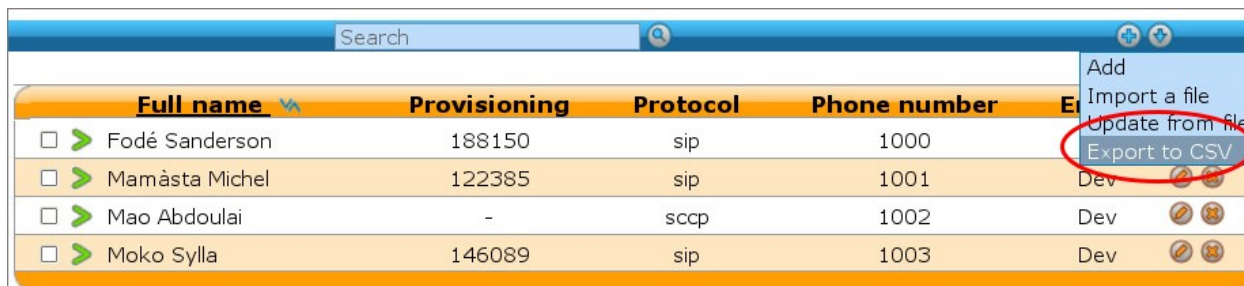 Search
Add
Import a file
Update from file
Export to CSV
Full name Provisioning Protocol Phone number
Fodé Sanderson 188150 sip 1000
Mamàsta Michel 122385 sip 1001 Dev
Mao Abdoulai - sccp 1002 Dev
Moko Sylla 146089 sip 1003 Dev